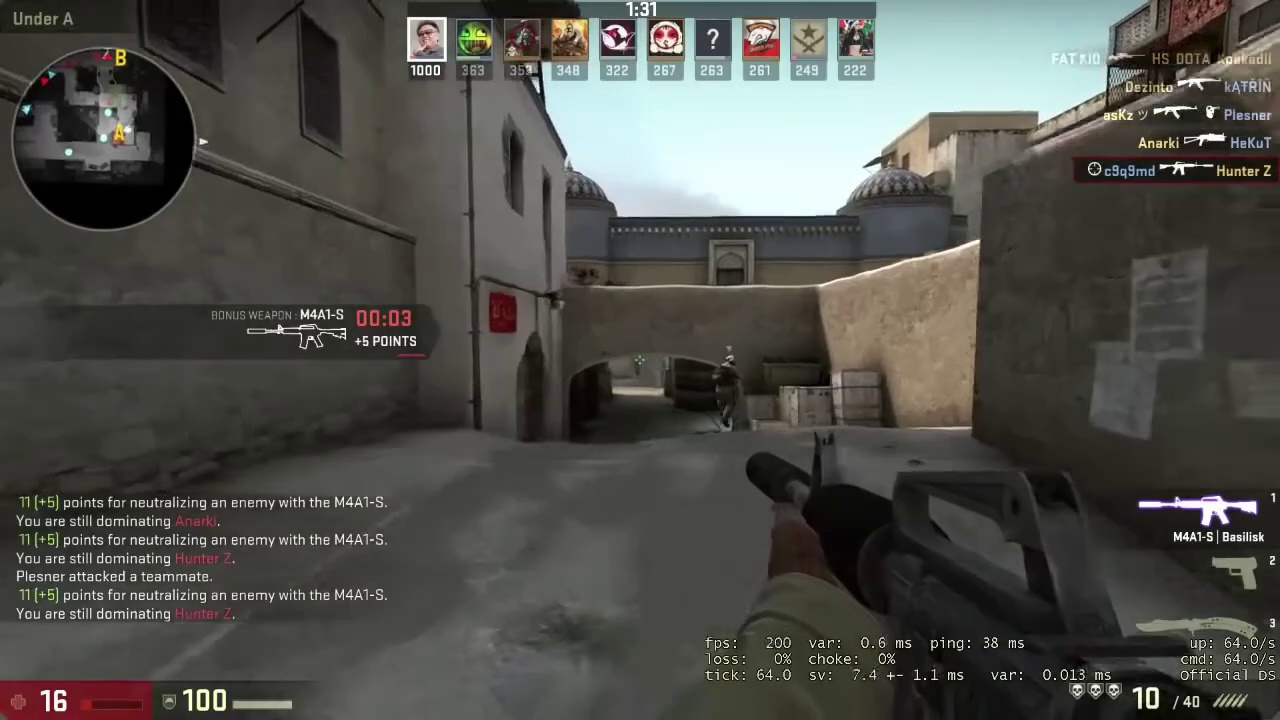 Under A
1:31
B
A
1000 363 353 348 322 267 ? 263 261 249 222
FAT KID HS_DOTA_Konkadil
Dezinto kATŘĪÑ
asKz ツ Plesner
Anarki HeKuT
c9q9md Hunter Z
BONUS WEAPON : M4A1-S 00:03
+5 POINTS
11 (+5) points for neutralizing an enemy with the M4A1-S.
You are still dominating Anarki.
11 (+5) points for neutralizing an enemy with the M4A1-S.
You are still dominating Hunter Z.
Plesner attacked a teammate.
11 (+5) points for neutralizing an enemy with the M4A1-S.
You are still dominating Hunter Z.
1
M4A1-S | Basilisk
2
3
fps: 200 var: 0.6 ms ping: 38 ms up: 64.0/s
loss: 0% choke: 0% cmd: 64.0/s
tick: 64.0 sv: 7.4 +- 1.1 ms var: 0.013 ms Official DS
16 100 10 / 40